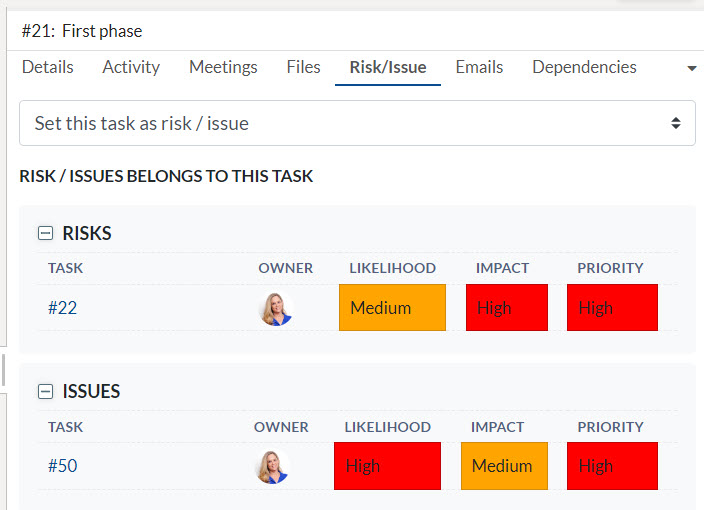 #21: First phase
Details Activity Meetings Files Risk/Issue Emails Dependencies
Set this task as risk / issue
RISK / ISSUES BELONGS TO THIS TASK
RISKS
TASK OWNER LIKELIHOOD IMPACT PRIORITY
#22 Medium High High
ISSUES
TASK OWNER LIKELIHOOD IMPACT PRIORITY
#50 High Medium High